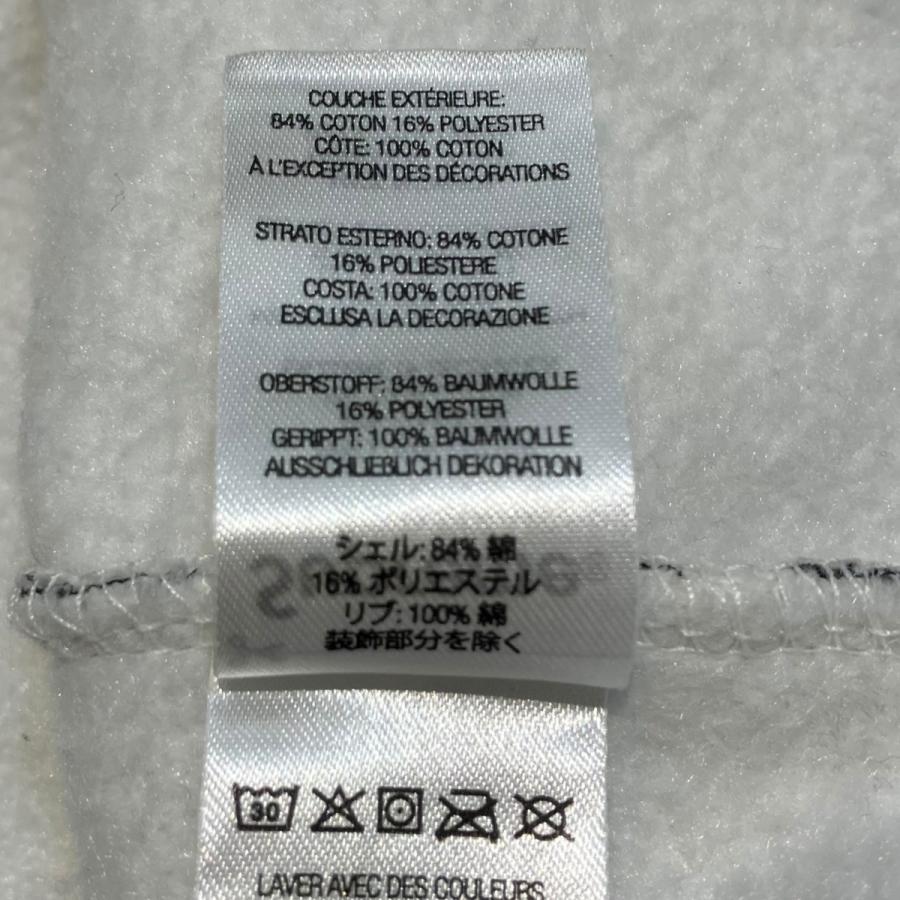 COUCHE EXTÉRIEURE:
84% COTON 16% POLYESTER
CÔTE: 100% COTON
À L'EXCEPTION DES DÉCORATIONS
STRATO ESTERNO: 84% COTONE
16% POLIESTERE
COSTA: 100% COTONE
ESCLUSA LA DECORAZIONE
OBERSTOFF: 84% BAUMWOLLE
16% POLYESTER
GERIPPT: 100% BAUMWOLLE
AUSSCHLIEBLICH DEKORATION
シェル: 84% 綿
16% ポリエステル
リブ: 100% 綿
装飾部分を除く
30
LAVER AVEC DES COULEURS